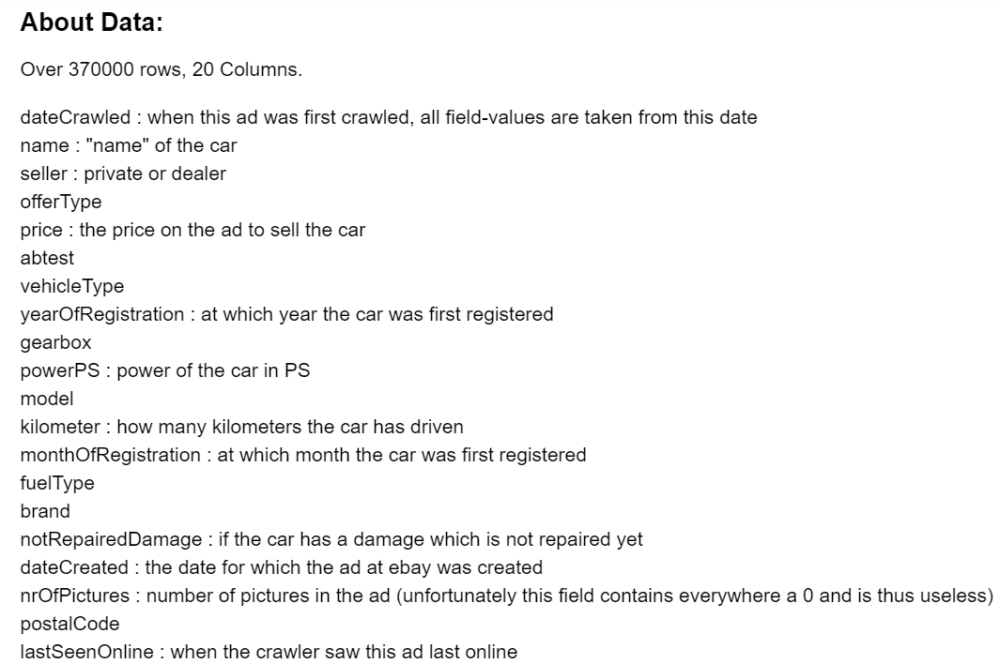 About Data:
Over 370000 rows, 20 Columns.
dateCrawled : when this ad was first crawled, all field-values are taken from this date
name : "name" of the car
seller : private or dealer
offerType
price : the price on the ad to sell the car
abtest
vehicleType
yearOfRegistration : at which year the car was first registered
gearbox
powerPS : power of the car in PS
model
kilometer : how many kilometers the car has driven
monthOfRegistration : at which month the car was first registered
fuelType
brand
notRepairedDamage : if the car has a damage which is not repaired yet
dateCreated : the date for which the ad at ebay was created
nrOfPictures : number of pictures in the ad (unfortunately this field contains everywhere a 0 and is thus useless)
postalCode
lastSeenOnline : when the crawler saw this ad last online